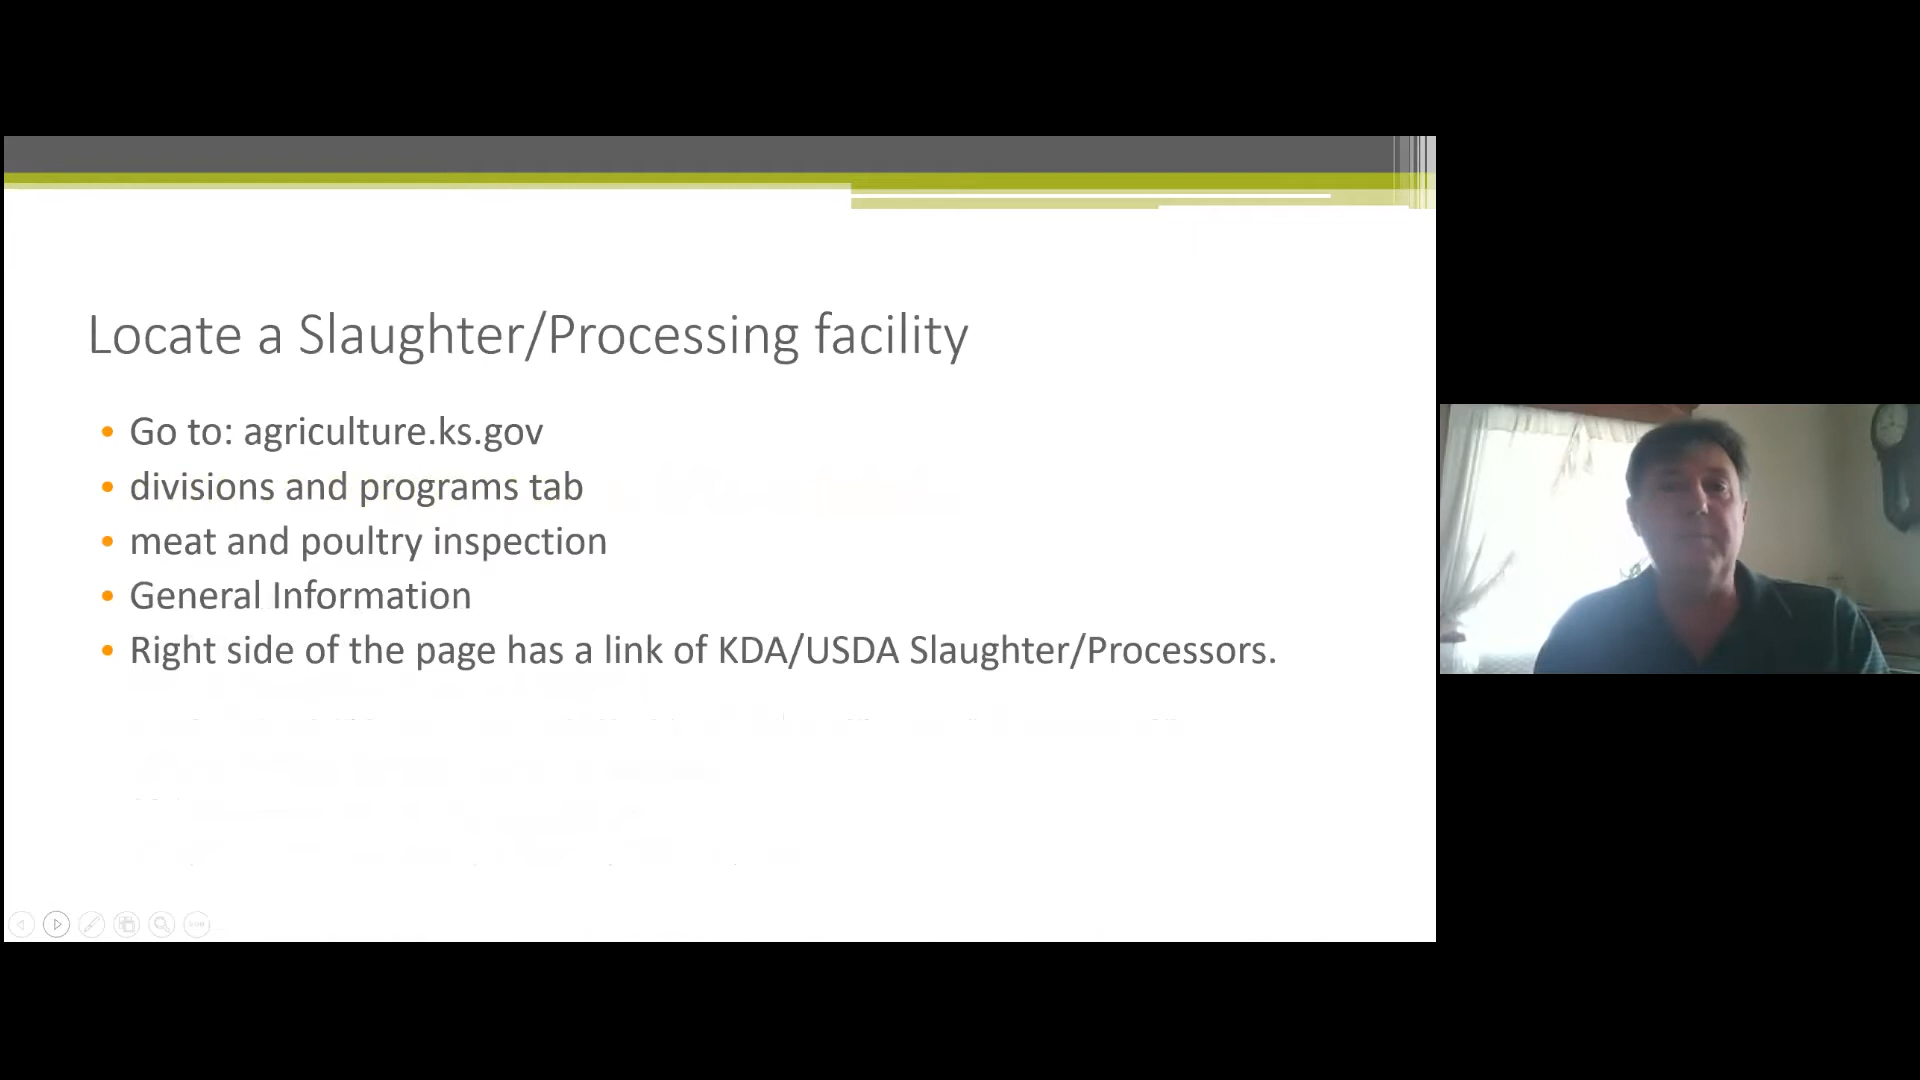 Locate a Slaughter/Processing facility
• Go to: agriculture.ks.gov
• divisions and programs tab
• meat and poultry inspection
• General Information
• Right side of the page has a link of KDA/USDA Slaughter/Processors.